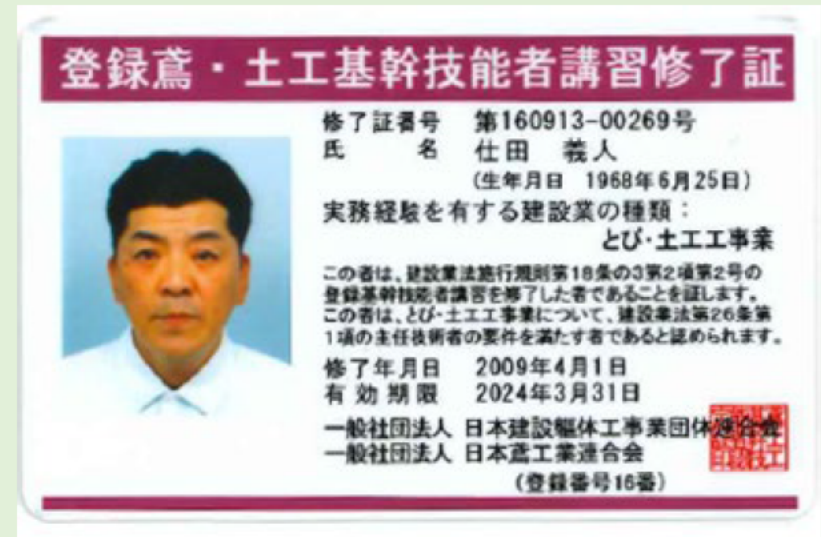 登録鳶・土工基幹技能者講習修了証
修了証番号 第160913-00269号
氏 名 仕田 義人
(生年月日 1968年6月25日)
実務経験を有する建設業の種類：
とび・土工工事業
この者は、建設業法施行規則第18条の3第2項第2号の
登録基幹技能者講習を修了した者であることを証します。
この者は、とび・土工工事業について、建設業法第26条第
1項の主任技術者の要件を満たす者であると認められます。
修了年月日 2009年4月1日
有効期限 2024年3月31日
一般社団法人 日本建設躯体工事業団体連合会
一般社団法人 日本鳶工業連合会
(登録番号16番)